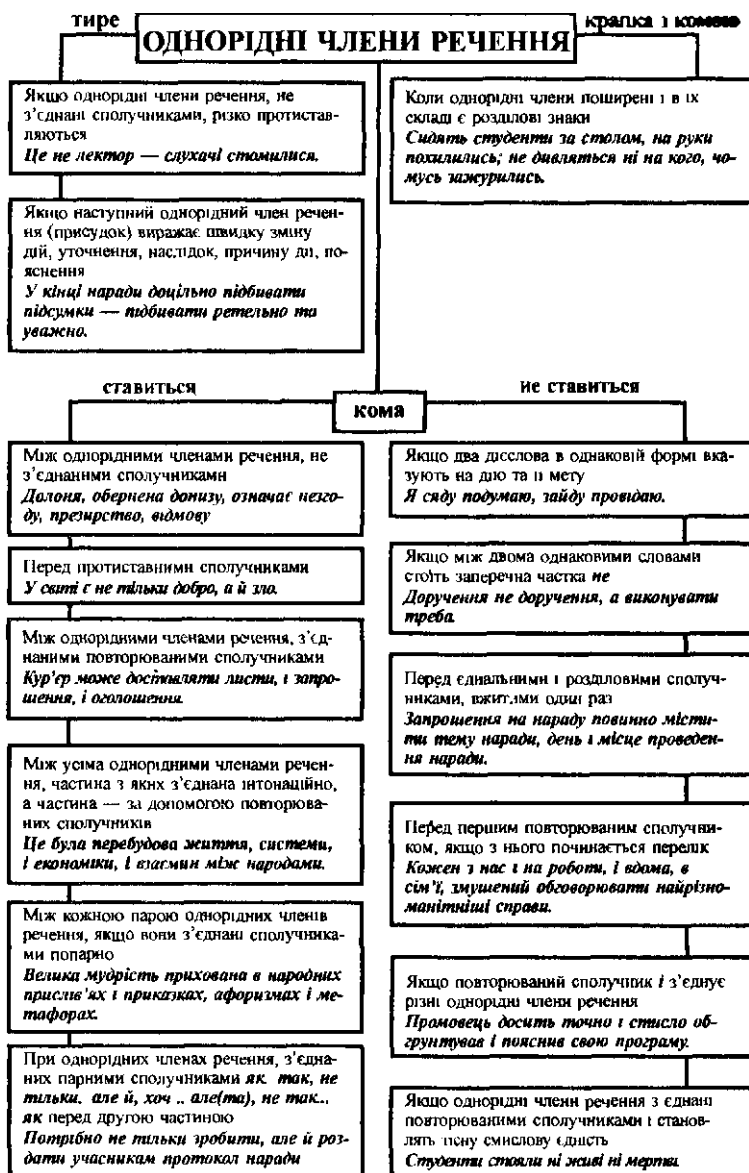 тире
крапка і комою
ОДНОРІДНІ ЧЛЕНИ РЕЧЕННЯ
Якщо однорідні члени речення, не
з’єднані сполучниками, різко протистав-
ляються
Це не лектор — слухачі стомилися.
Якщо наступний однорідний член речен-
ня (присудок) виражає швидку зміну
дій, уточнення, наслідок, причину дії, по-
яснення
У кінці наради доцільно підбивати
підсумки — підбивати ретельно та
уважно.
Коли однорідні члени поширені і в їх
складі є розділові знаки
Сидять студенти за столом, на руки
похилились; не дивляться ні на кого, чо-
мусь зажурились.
ставиться
кома
не ставиться
Між однорідними членами речення, не
з’єднаними сполучниками
Долоня, обернена донизу, означає незго-
ду, презирство, відмову
Перед протиставними сполучниками
У світі є не тільки добро, а й зло.
Між однорідними членами речення, з’єд-
наними повторюваними сполучниками
Кур’єр може доставляти листи, і запро-
шення, і оголошення.
Між усіма однорідними членами речен-
ня, частина з яких з’єднана інтонаційно,
а частина — за допомогою повторюва-
них сполучників
Це була перебудова життя, системи,
і економіки, і взаємин між народами.
Між кожною парою однорідних членів
речення, якщо вони з’єднані сполучника-
ми попарно
Велика мудрість прихована в народних
прислів’ях і приказках, афоризмах і ме-
тафорах.
При однорідних членах речення, з’єдна-
них парними сполучниками як. так, не
тільки. але й, хоч .. але(та), не так...
як перед другою частиною
Потрібно не тільки зробити, але й роз-
дати учасникам протокол наради
Якщо два дієслова в однаковій формі вка-
зують на дію та її мету
Я сяду подумаю, зайду провідаю.
Якщо між двома однаковими словами
стоїть заперечна частка не
Доручення не доручення, а виконувати
треба.
Перед єднальними і розділовими сполуч-
никами, вжитими один раз
Запрошення на нараду повинно місти-
ти тему наради, день і місце проведен-
ня наради.
Перед першим повторюваним сполучни-
ком, якщо з нього починається перелік
Кожен з нас і на роботі, і вдома, в
сім’ї, змушений обговорювати найрізно-
манітніші справи.
Якщо повторюваний сполучник і з’єднує
різні однорідні члени речення
Промовець досить точно і стисло об-
грунтував і пояснив свою програму.
Якщо однорідні члени речення з єднані
повторюваними сполучниками і станов-
лять тісну смислову єдність
Студенти стояли ні живі ні мертві